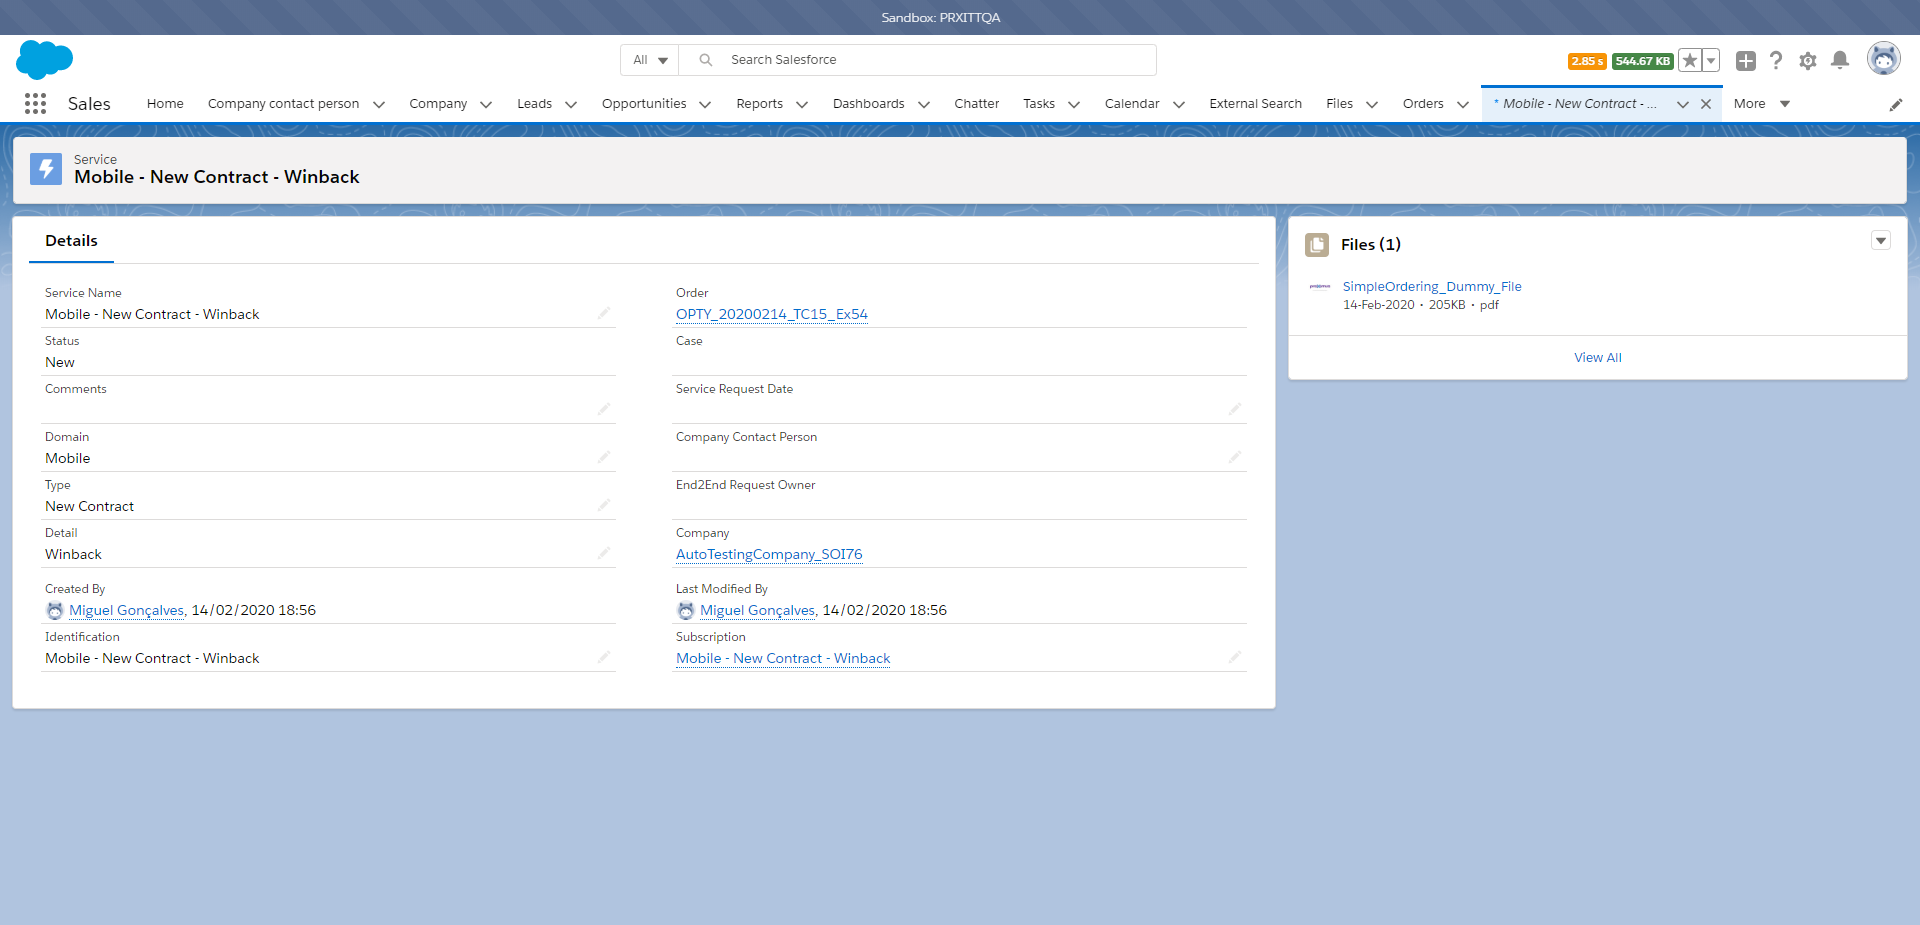 Sandbox: PRXITTQA
All
Search Salesforce
2.85 s
544.67 KB
Sales
Home
Company contact person
Company
Leads
Opportunities
Reports
Dashboards
Chatter
Tasks
Calendar
External Search
Files
Orders
* Mobile - New Contract - ...
More
Service
Mobile - New Contract - Winback
Details
Service Name
Mobile - New Contract - Winback
Order
OPTY_20200214_TC15_Ex54
Status
New
Case
Comments
Service Request Date
Domain
Mobile
Company Contact Person
Type
New Contract
End2End Request Owner
Detail
Winback
Company
AutoTestingCompany_SOI76
Created By
Miguel Gonçalves, 14/02/2020 18:56
Last Modified By
Miguel Gonçalves, 14/02/2020 18:56
Identification
Mobile - New Contract - Winback
Subscription
Mobile - New Contract - Winback
Files (1)
SimpleOrdering_Dummy_File
14-Feb-2020 • 205KB • pdf
View All